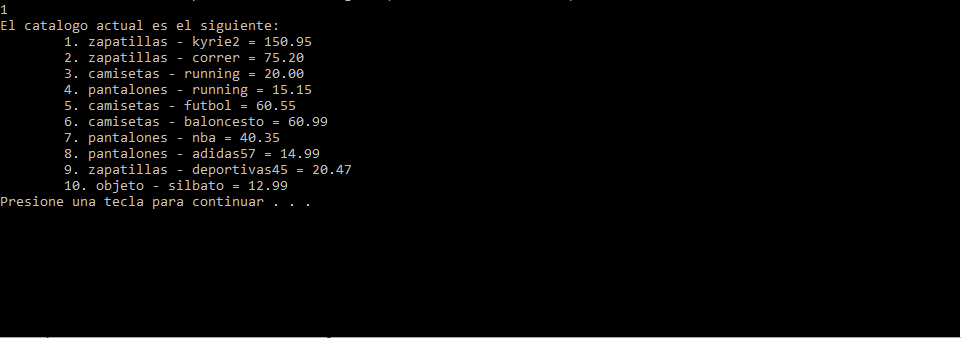 1
El catalogo actual es el siguiente:
1. zapatillas - kyrie2 = 150.95
2. zapatillas - correr = 75.20
3. camisetas - running = 20.00
4. pantalones - running = 15.15
5. camisetas - futbol = 60.55
6. camisetas - baloncesto = 60.99
7. pantalones - nba = 40.35
8. pantalones - adidas57 = 14.99
9. zapatillas - deportivas45 = 20.47
10. objeto - silbato = 12.99
Presione una tecla para continuar . . .